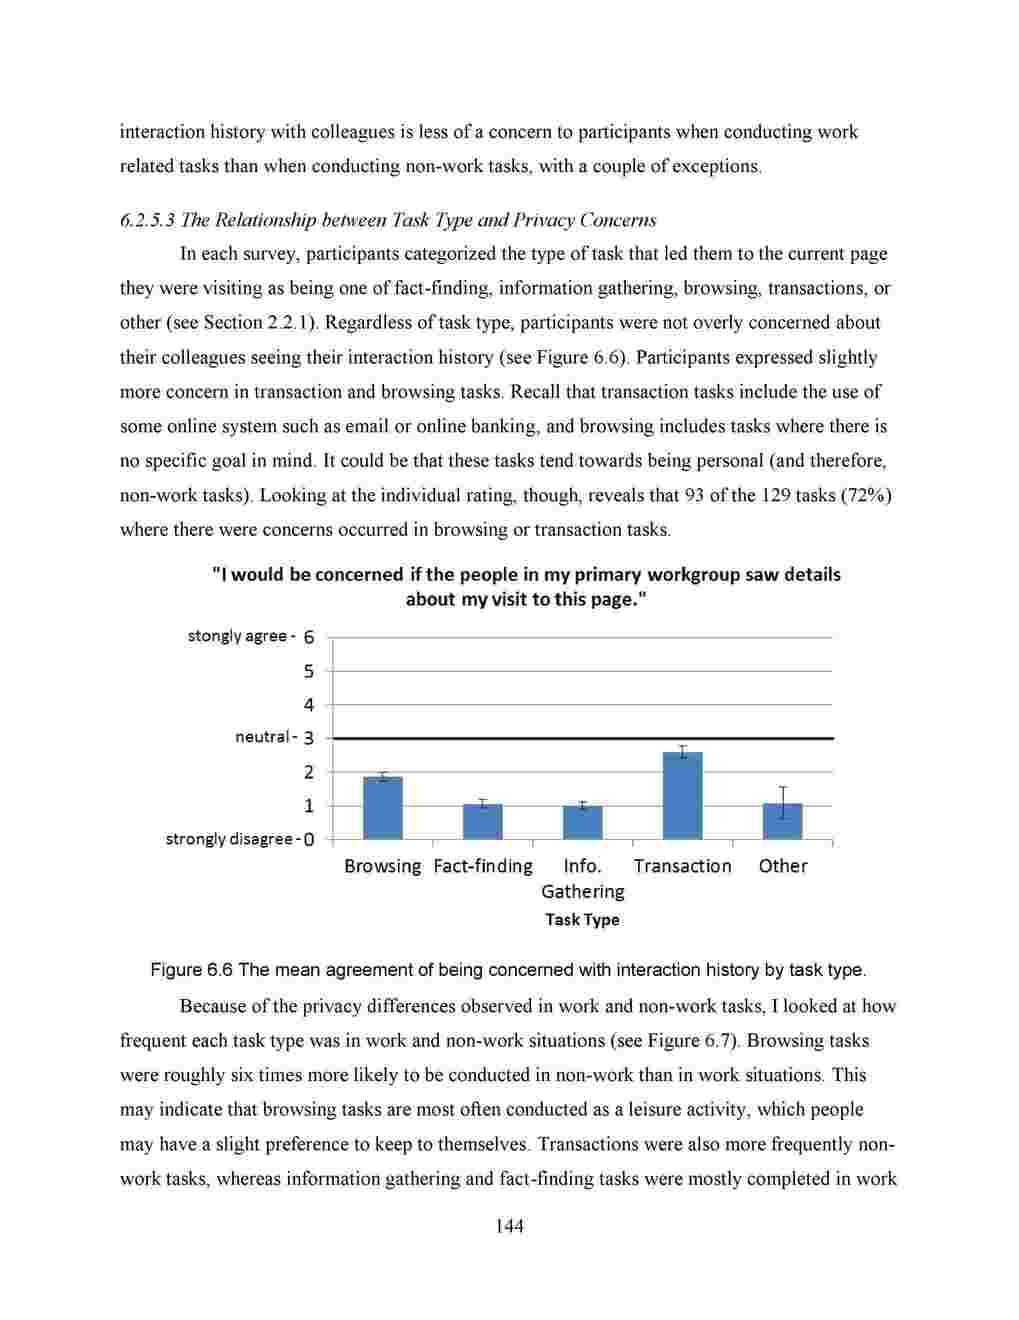 interaction history with colleagues is less of a concern to participants when conducting work
related tasks than when conducting non-work tasks, with a couple of exceptions.
6.2.5.3 The Relationship between Task Type and Privacy Concerns
In each survey, participants categorized the type of task that led them to the current page
they were visiting as being one of fact-finding, information gathering, browsing, transactions, or
other (see Section 2.2.1). Regardless of task type, participants were not overly concerned about
their colleagues seeing their interaction history (see Figure 6.6). Participants expressed slightly
more concern in transaction and browsing tasks. Recall that transaction tasks include the use of
some online system such as email or online banking, and browsing includes tasks where there is
no specific goal in mind. It could be that these tasks tend towards being personal (and therefore,
non-work tasks). Looking at the individual rating, though, reveals that 93 of the 129 tasks (72%)
where there were concerns occurred in browsing or transaction tasks.
"I would be concerned if the people in my primary workgroup saw details
about my visit to this page."
stongly agree - 6
5
4
neutral - 3
2
1
strongly disagree - 0
Browsing Fact-finding Info. Transaction Other
Gathering
Task Type
Figure 6.6 The mean agreement of being concerned with interaction history by task type.
Because of the privacy differences observed in work and non-work tasks, I looked at how
frequent each task type was in work and non-work situations (see Figure 6.7). Browsing tasks
were roughly six times more likely to be conducted in non-work than in work situations. This
may indicate that browsing tasks are most often conducted as a leisure activity, which people
may have a slight preference to keep to themselves. Transactions were also more frequently non-
work tasks, whereas information gathering and fact-finding tasks were mostly completed in work
144